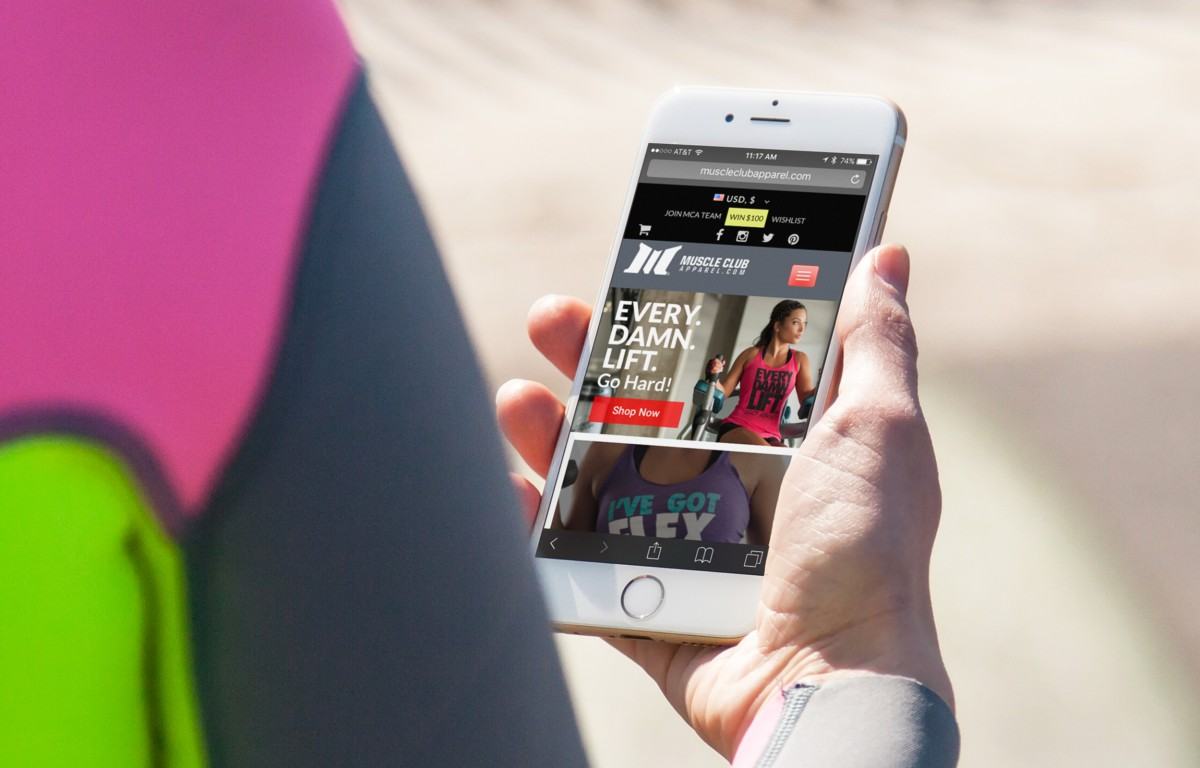 AT&T 11:17 AM 74%
muscleclubapparel.com
USD, $
JOIN MCA TEAM WIN $100 WISHLIST
MUSCLE CLUB
APPAREL.COM
EVERY.
DAMN.
LIFT.
Go Hard!
Shop Now
EVERY
DAMN
LIFT.
I'VE GOT
FLEX